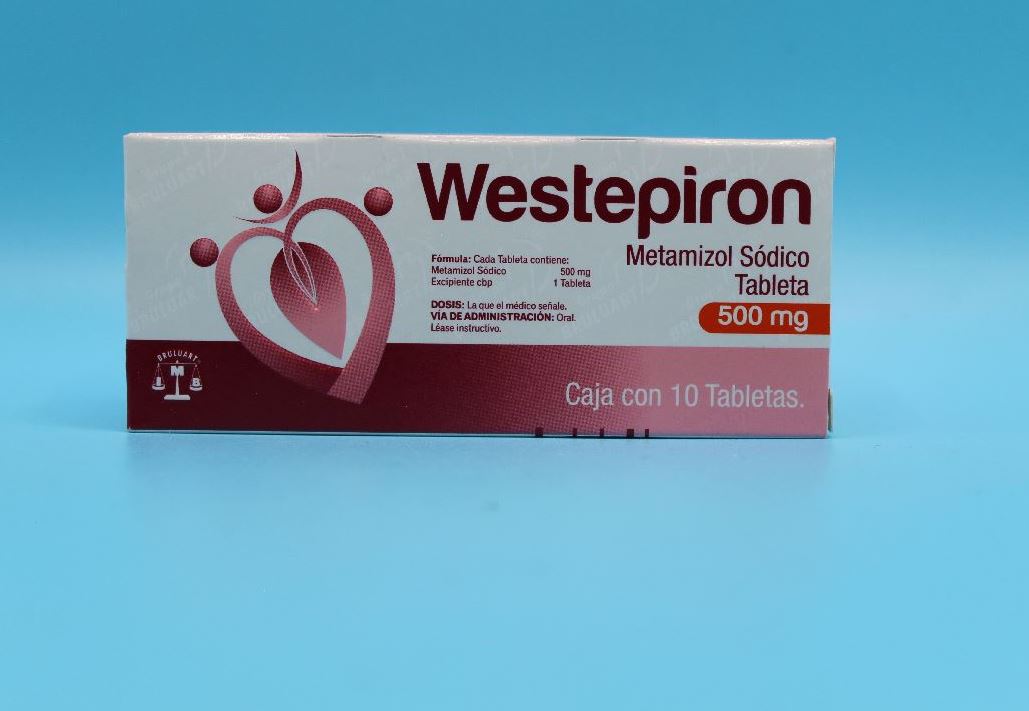 Westepiron
Metamizol Sódico
Tableta
500 mg
Fórmula: Cada Tableta contiene:
Metamizol Sódico 500 mg
Excipiente cbp 1 Tableta
DOSIS: La que el médico señale.
VÍA DE ADMINISTRACIÓN: Oral.
Léase instructivo.
BRULUART
M
B
Caja con 10 Tabletas.